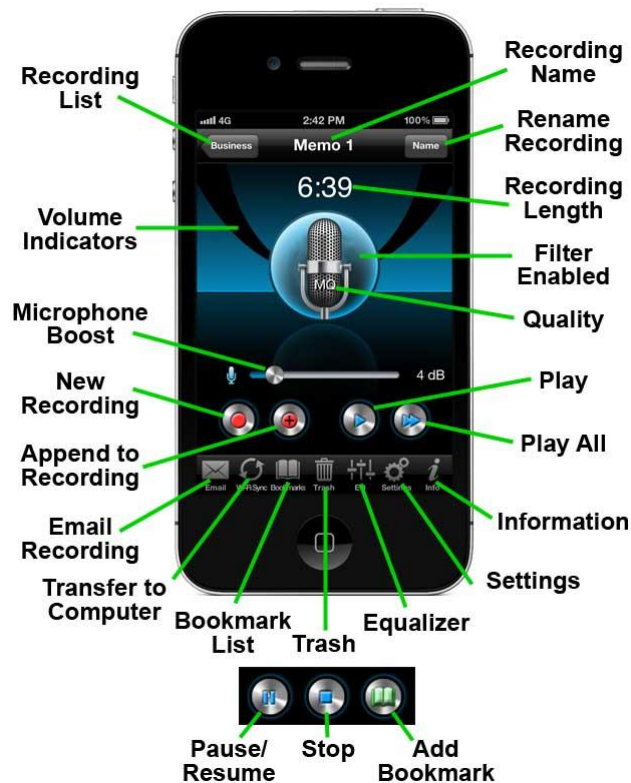 Recording
List
Recording
Name
4G
2:42 PM
100%
Business
Memo 1
Name
Rename
Recording
6:39
Recording
Length
Volume
Indicators
Filter
Enabled
MQ
Quality
Microphone
Boost
4 dB
New
Recording
Play
Append to
Recording
Play All
Email
Wi-Fi Sync
Bookmarks
Trash
EQ
Settings
Info
Email
Recording
Information
Transfer to
Computer
Settings
Bookmark
List
Trash
Equalizer
Pause/
Resume
Stop
Add
Bookmark